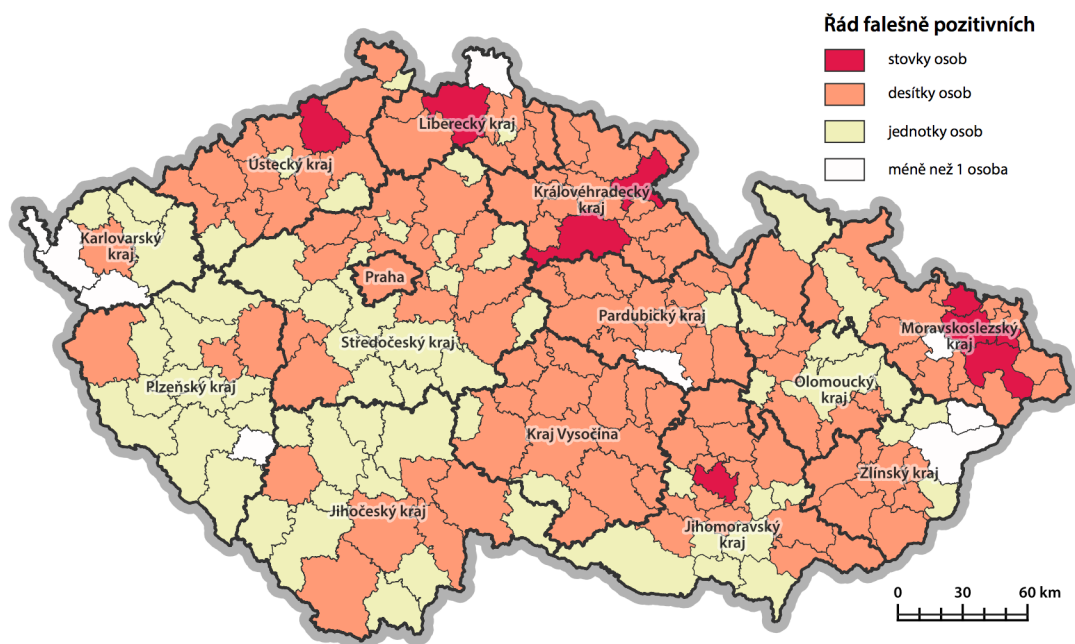 Řád falešně pozitivních
stovky osob
desítky osob
jednotky osob
méně než 1 osoba
Liberecký kraj
Ústecký kraj
Královéhradecký
kraj
Karlovarský
kraj
Praha
Pardubický kraj
Moravskoslezský
kraj
Středočeský kraj
Plzeňský kraj
Olomoucký
kraj
Kraj Vysočina
Zlínský kraj
Jihočeský kraj
Jihomoravský
kraj
0 30 60 km